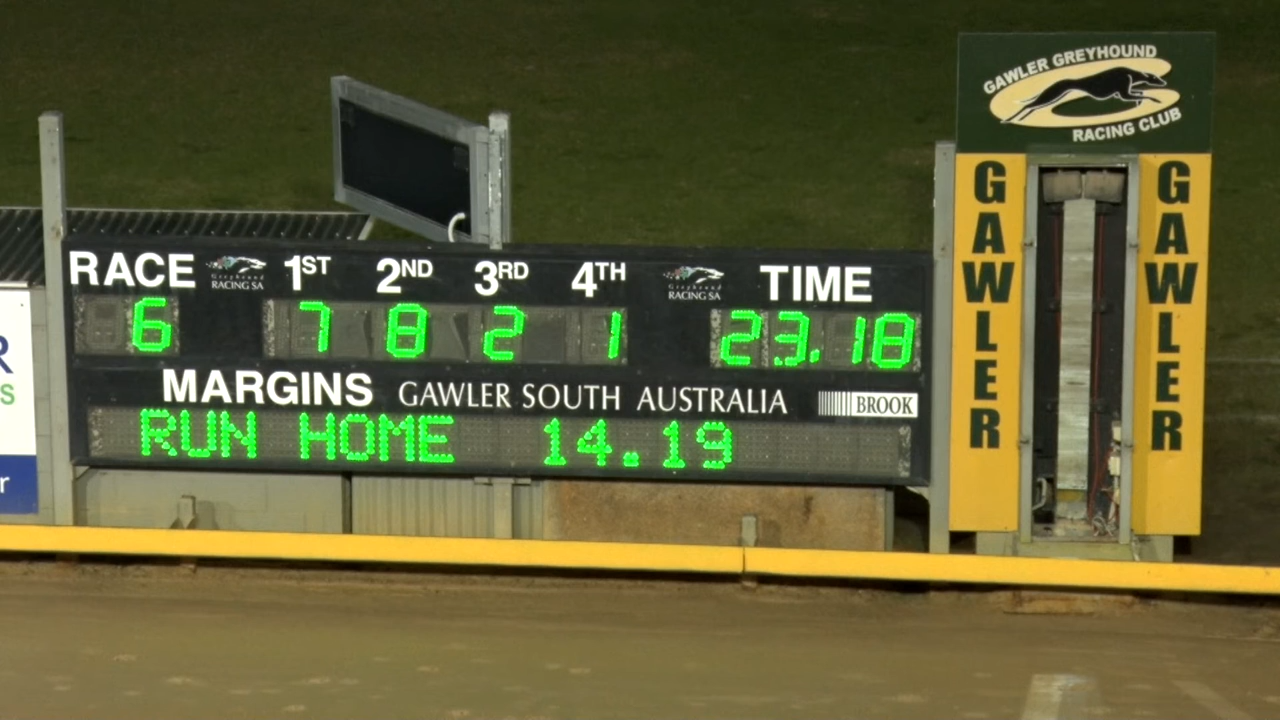 GAWLER GREYHOUND
RACING CLUB
GAWLER
GAWLER
RACE 1ST 2ND 3RD 4TH TIME
Greyhound
RACING SA
Greyhound
RACING SA
6 7 8 2 1 23.18
MARGINS GAWLER SOUTH AUSTRALIA BROOK
RUN HOME 14.19
R
S
r